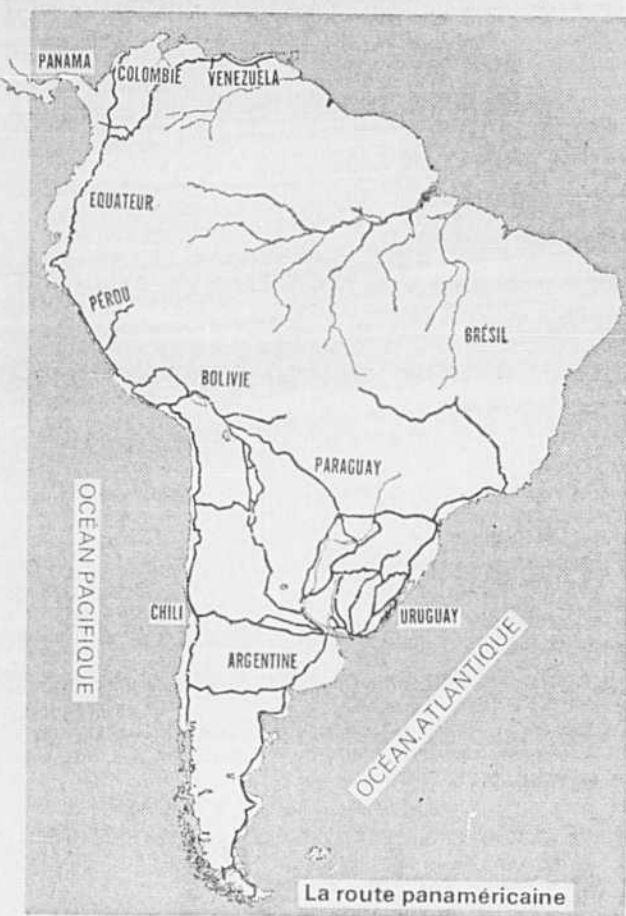 PANAMA
COLOMBIE
VENEZUELA
EQUATEUR
PÉROU
BRÉSIL
BOLIVIE
PARAGUAY
OCÉAN PACIFIQUE
CHILI
URUGUAY
ARGENTINE
OCÉAN ATLANTIQUE
La route panaméricaine